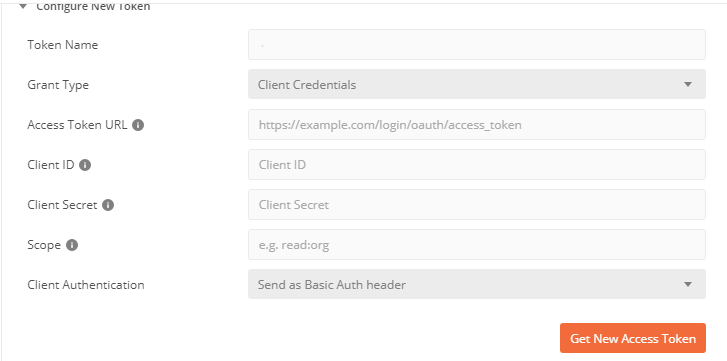 Configure New Token
Token Name
Grant Type
Client Credentials
Access Token URL
https://example.com/login/oauth/access_token
Client ID
Client ID
Client Secret
Client Secret
Scope
e.g. read:org
Client Authentication
Send as Basic Auth header
Get New Access Token